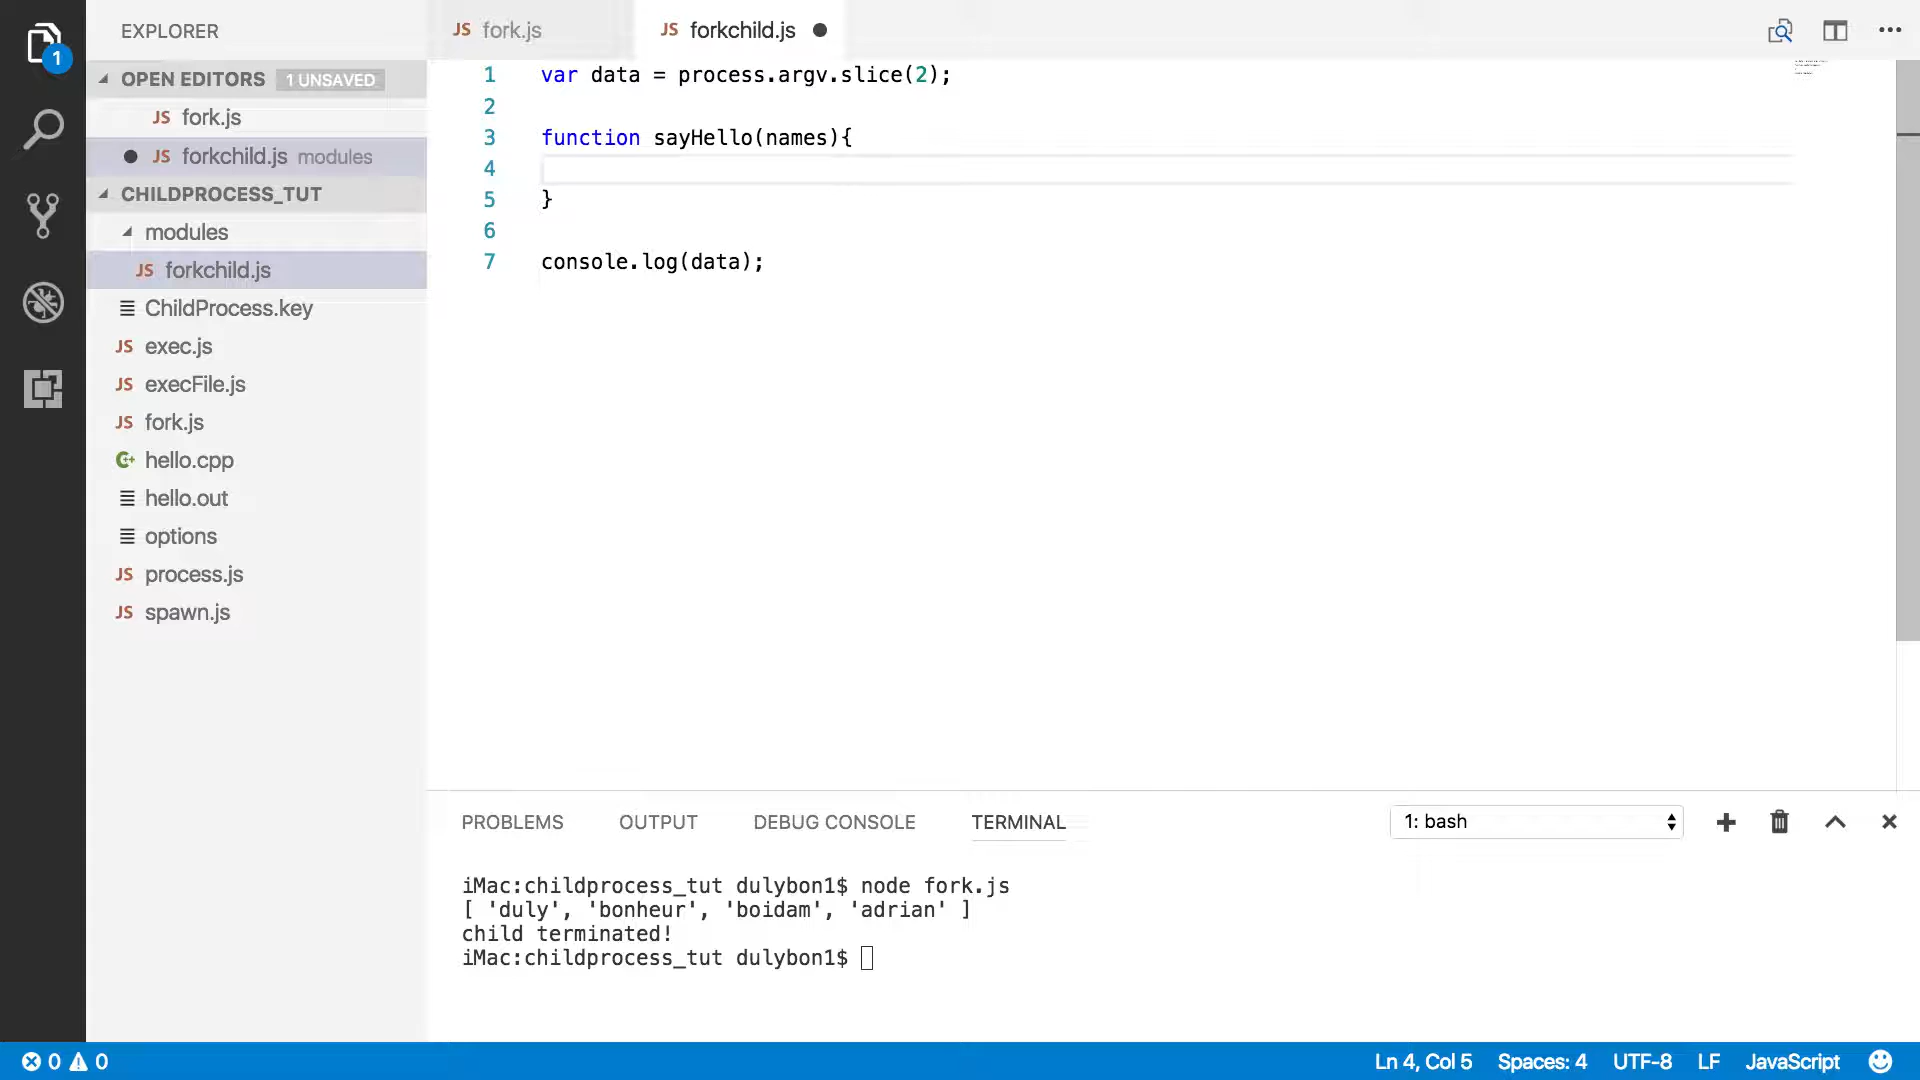 EXPLORER
OPEN EDITORS 1 UNSAVED
JS fork.js
JS forkchild.js modules
CHILDPROCESS_TUT
modules
JS forkchild.js
ChildProcess.key
JS exec.js
JS execFile.js
JS fork.js
C+ hello.cpp
hello.out
options
JS process.js
JS spawn.js
1
JS fork.js
JS forkchild.js
1 var data = process.argv.slice(2);
2
3 function sayHello(names){
4
5 }
6
7 console.log(data);
PROBLEMS OUTPUT DEBUG CONSOLE TERMINAL
1: bash
iMac:childprocess_tut dulybon1$ node fork.js
[ 'duly', 'bonheur', 'boidam', 'adrian' ]
child terminated!
iMac:childprocess_tut dulybon1$
0 0
Ln 4, Col 5 Spaces: 4 UTF-8 LF JavaScript